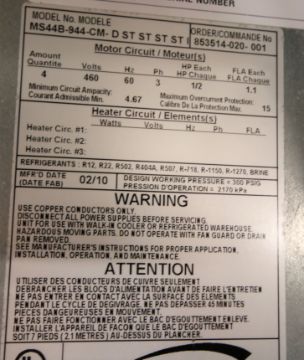 SERIAL NUMBER
MODEL No. MODÈLE
ORDER/COMMANDE No
MS44B-944-CM- D ST ST ST ST
853514-020- 001
Motor Circuit / Moteur(s)
Amount Volts Hz Ph HP Each FLA Each
Quantity HP Chaque FLA Chaque
4 460 60 3 1/2 1.1
Minimum Circuit Ampacity: Maximum Overcurrent Protection:
Courant Admissible Min. 4.67 Calibre De La Protection Max: 15
Heater Circuit / Element(s)
Watts Volts Hz Ph FLA
Heater Circ. #1:
Heater Circ. #2:
Heater Circ. #3:
REFRIGERANTS : R12, R22, R502, R404A, R507, R-718, R-1150, R-1270, BRINE
MFR'D DATE 02/10 DESIGN WORKING PRESSURE = 300 PSIG
(DATE FAB) PRESSION D'OPERATION = 2170 kPa
WARNING
USE COPPER CONDUCTORS ONLY.
DISCONNECT ALL POWER SUPPLIES BEFORE SERVICING.
UNIT FOR USE WITH WALK-IN COOLER OR REFRIGERATED WAREHOUSE.
HAZARDOUS MOVING PARTS. DO NOT OPERATE WITH FAN GUARD OR DRAIN
PAN REMOVED.
SEE MANUFACTURER'S INSTRUCTIONS FOR PROPER APPLICATION,
INSTALLATION, OPERATION, AND MAINTENANCE.
ATTENTION
UTILISER DES CONDUCTEURS DE CUIVRE SEULEMENT
DEBRANCHER LES BLOCS D'ALIMENTATION AVANT DE FAIRE L'ENTRETIEN
NE PAS ENTRER EN CONTACT AVEC LA SURFACE DES ELEMENTS
PENDANT LE CYCLE DE DEGIVRAGE. NE PAS DEPASSER 45 MINUTES
PIECES DANGEREUSES EN MOUVEMENT.
NE PAS FAIRE FONCTIONNER AVEC LE BAC D'EGOUTTEMENT ENLEVE.
INSTALLER L'APPAREIL DE FACON QUE LE BAC D'EGOUTTEMENT
SOIT 7 PIEDS ( 2.1 METRES ) AU-DESSUS DU PLANCHER.